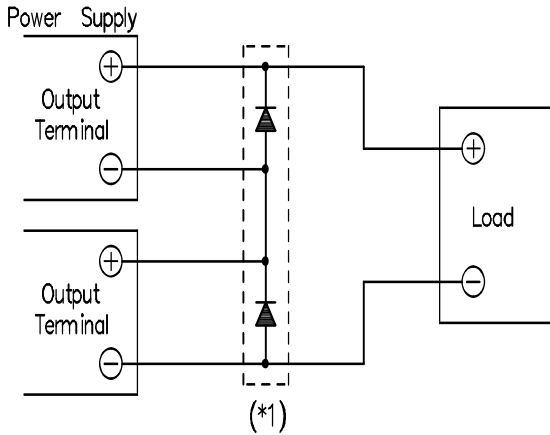 Power Supply
+
Output
Terminal
−
+
Load
+
Output
Terminal
−
−
(*1)